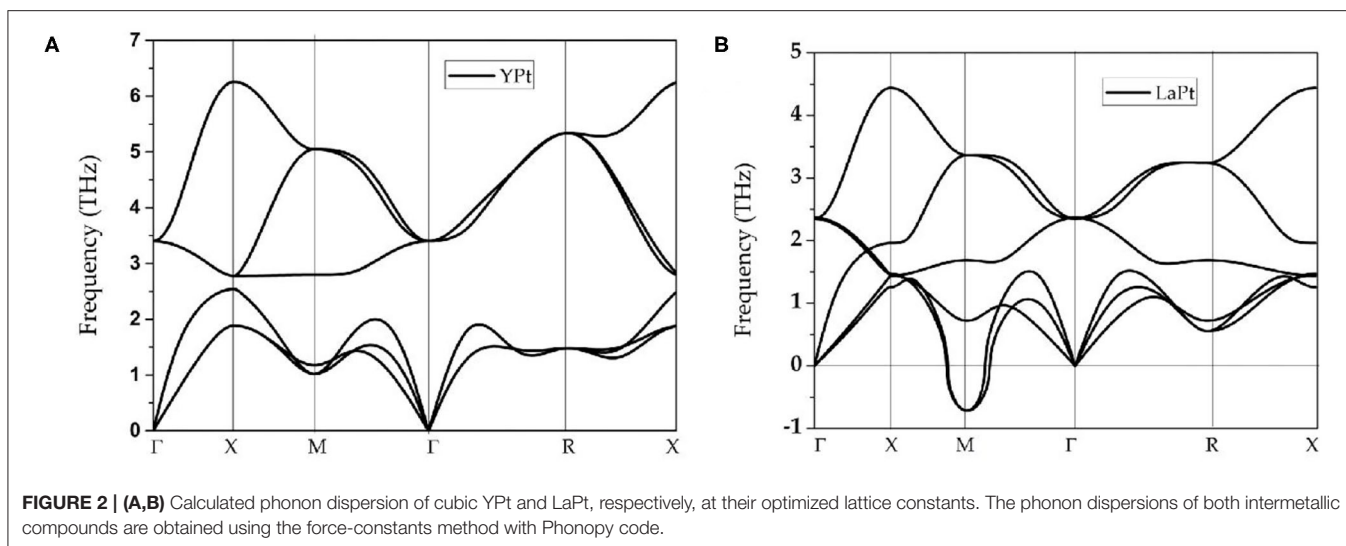 A
7
6
5
4
3
2
1
0
Frequency (THz)
YPt
Γ X M Γ R X
B
5
4
3
2
1
0
-1
Frequency (THz)
LaPt
Γ X M Γ R X
FIGURE 2 | (A,B) Calculated phonon dispersion of cubic YPt and LaPt, respectively, at their optimized lattice constants. The phonon dispersions of both intermetallic
compounds are obtained using the force-constants method with Phonopy code.